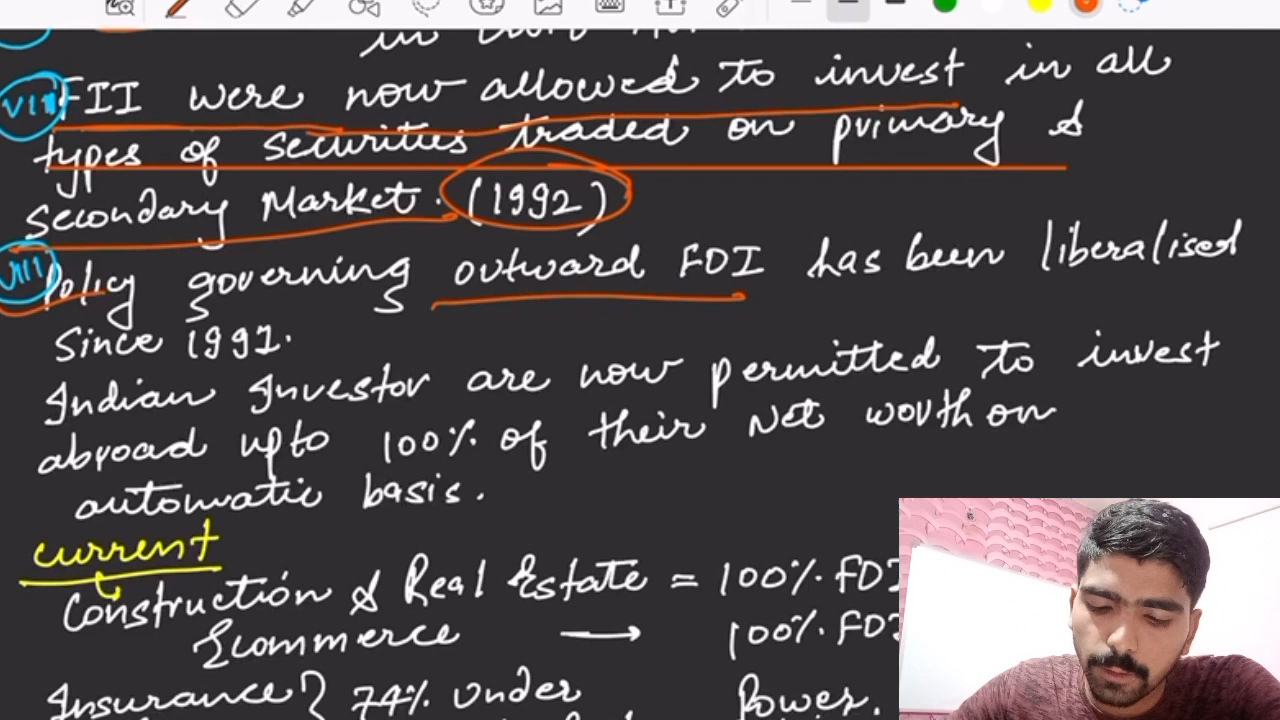 in
VII FII were now allowed to invest in all
types of Securities traded on primary &
Secondary Market. (1992)
VIII Policy governing outward FDI has been liberalised
Since 1991.
Indian Investor are now permitted to invest
abroad upto 100% of their Net worth on
automatic basis.
current
Construction & Real Estate = 100% FDI
Ecommerce → 100% FDI
Insurance } 74% under Power.